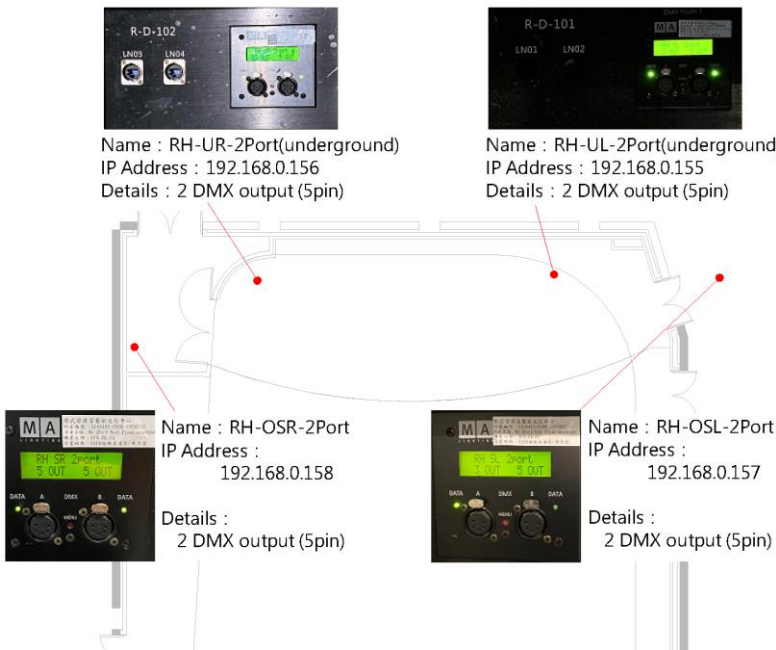 R-D-102
LN03 LN04
R-D-101
LN01 LN02
Name：RH-UR-2Port(underground)
IP Address：192.168.0.156
Details：2 DMX output (5pin)
Name：RH-UL-2Port(underground
IP Address：192.168.0.155
Details：2 DMX output (5pin)
MA
LIGHTING
RH SR 2port
5 OUT 5 OUT
DATA A DMX B DATA
MENU
Name：RH-OSR-2Port
IP Address：
192.168.0.158
Details：
2 DMX output (5pin)
MA
LIGHTING
RH SL 2port
3 OUT 5 OUT
DATA A DMX B DATA
MENU
Name：RH-OSL-2Port
IP Address：
192.168.0.157
Details：
2 DMX output (5pin)